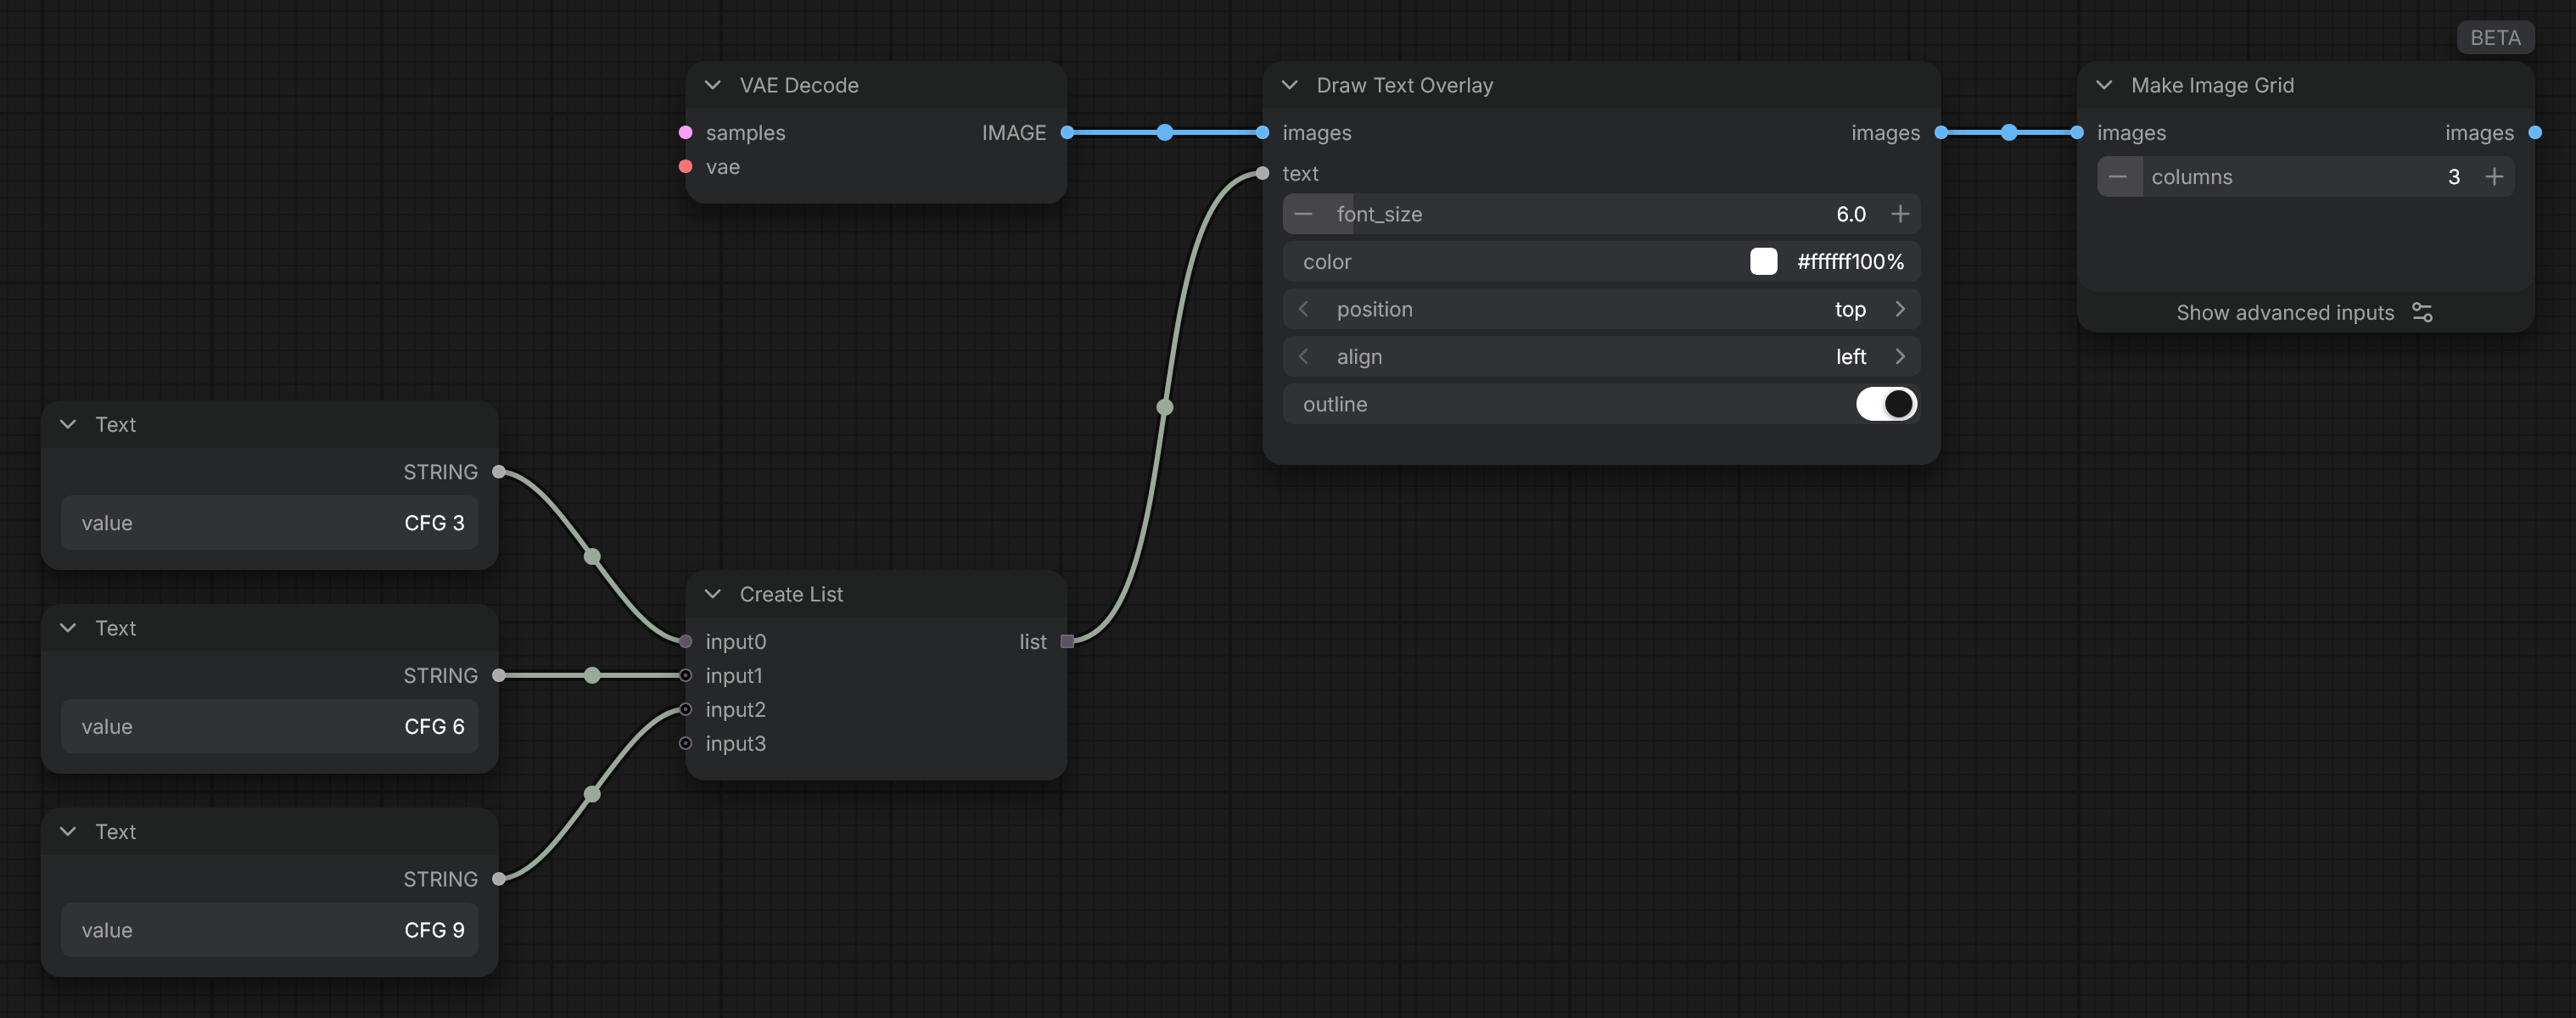 BETA
VAE Decode
samples
IMAGE
vae
Draw Text Overlay
images
images
text
font_size
6.0
color
#ffffff100%
position
top
align
left
outline
Make Image Grid
images
images
columns
3
Show advanced inputs
Text
STRING
value
CFG 3
Text
STRING
value
CFG 6
Text
STRING
value
CFG 9
Create List
input0
list
input1
input2
input3